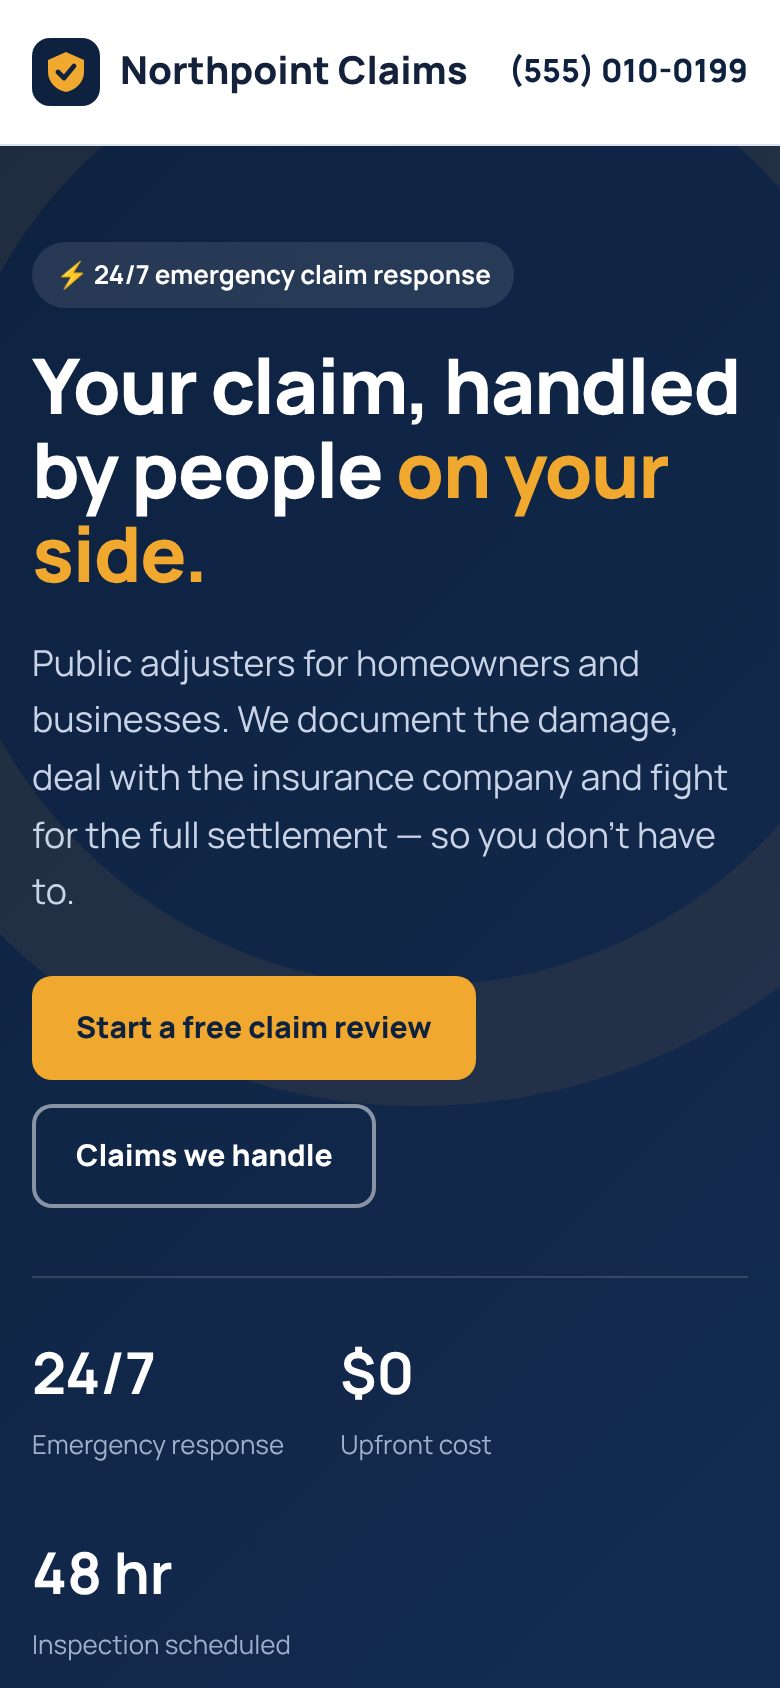 Northpoint Claims (555) 010-0199
⚡ 24/7 emergency claim response
Your claim, handled
by people on your
side.
Public adjusters for homeowners and
businesses. We document the damage,
deal with the insurance company and fight
for the full settlement — so you don’t have
to.
Start a free claim review
Claims we handle
24/7 $0
Emergency response Upfront cost
48 hr
Inspection scheduled